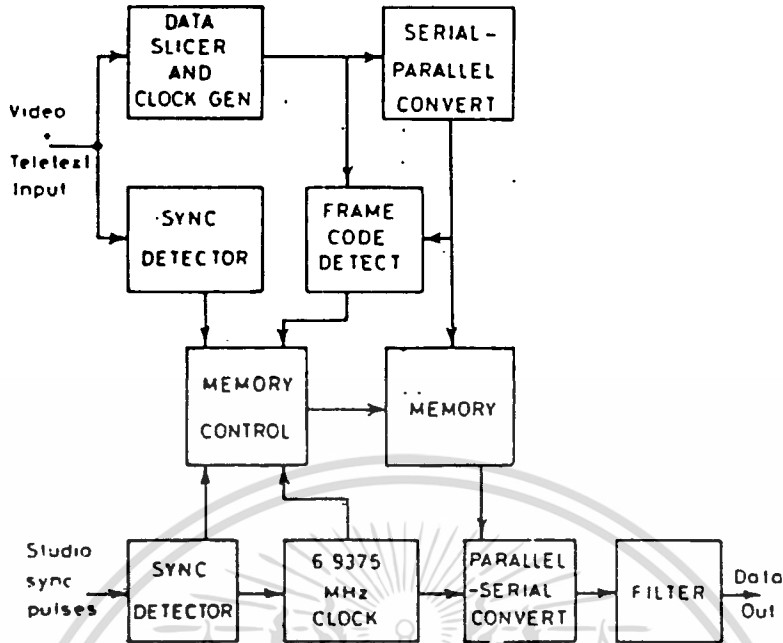 DATA
SLICER
AND
CLOCK GEN
SERIAL-
PARALLEL
CONVERT
Video
+
Teletext
Input
SYNC
DETECTOR
FRAME
CODE
DETECT
MEMORY
CONTROL
MEMORY
Studio
sync
pulses
SYNC
DETECTOR
6 9375
MHz
CLOCK
PARALLEL
-SERIAL
CONVERT
FILTER
Data
Out